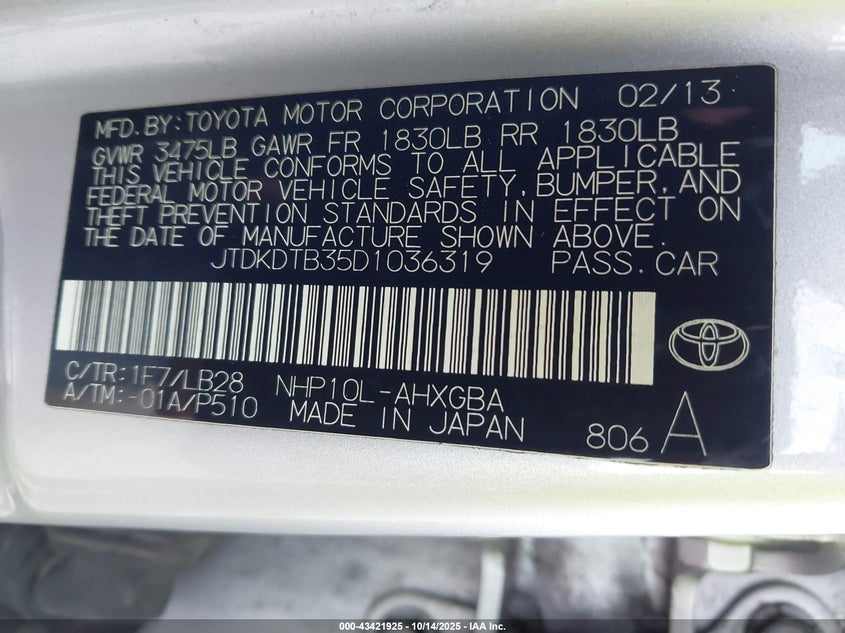 MFD. BY: TOYOTA MOTOR CORPORATION 02/13
GVWR 3475LB GAWR FR 1830LB RR 1830LB
THIS VEHICLE CONFORMS TO ALL APPLICABLE
FEDERAL MOTOR VEHICLE SAFETY, BUMPER, AND
THEFT PREVENTION STANDARDS IN EFFECT ON
THE DATE OF MANUFACTURE SHOWN ABOVE.
JTDKDTB35D1036319 PASS. CAR
C/TR: 1F7/LB28 NHP10L-AHXGBA
A/TM: -01A/P510 MADE IN JAPAN
806 A
000-43421925 - 10/14/2025 - IAA Inc.